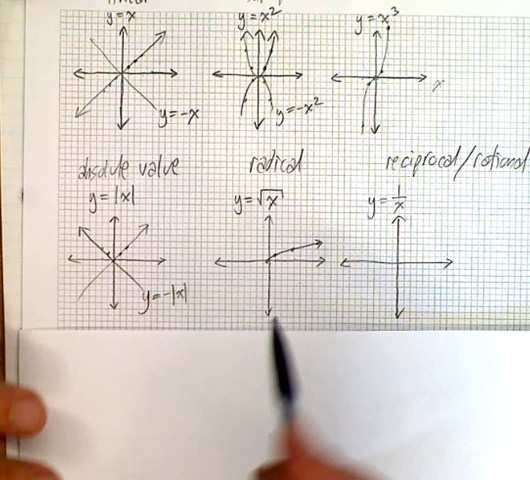 y=x
y=x²
y=x³
y=-x
y=-x²
x
absolute value
radical
reciprocal/rational
y=|x|
y=√x
y=1/x
y=-|x|